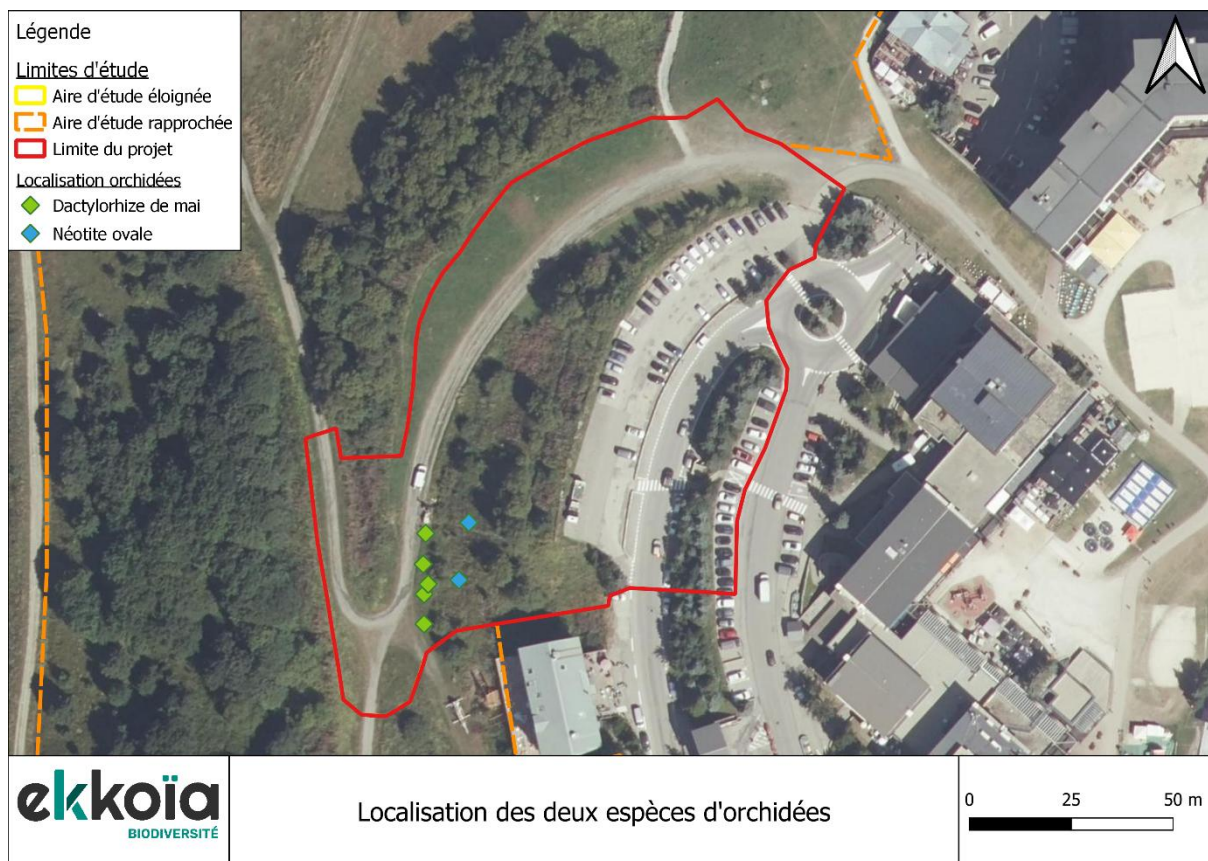 Légende
Limites d'étude
Aire d'étude éloignée
Aire d'étude rapprochée
Limite du projet
Localisation orchidées
Dactylorhize de mai
Néotite ovale
ekkoïa
BIODIVERSITÉ
Localisation des deux espèces d'orchidées
0 25 50 m